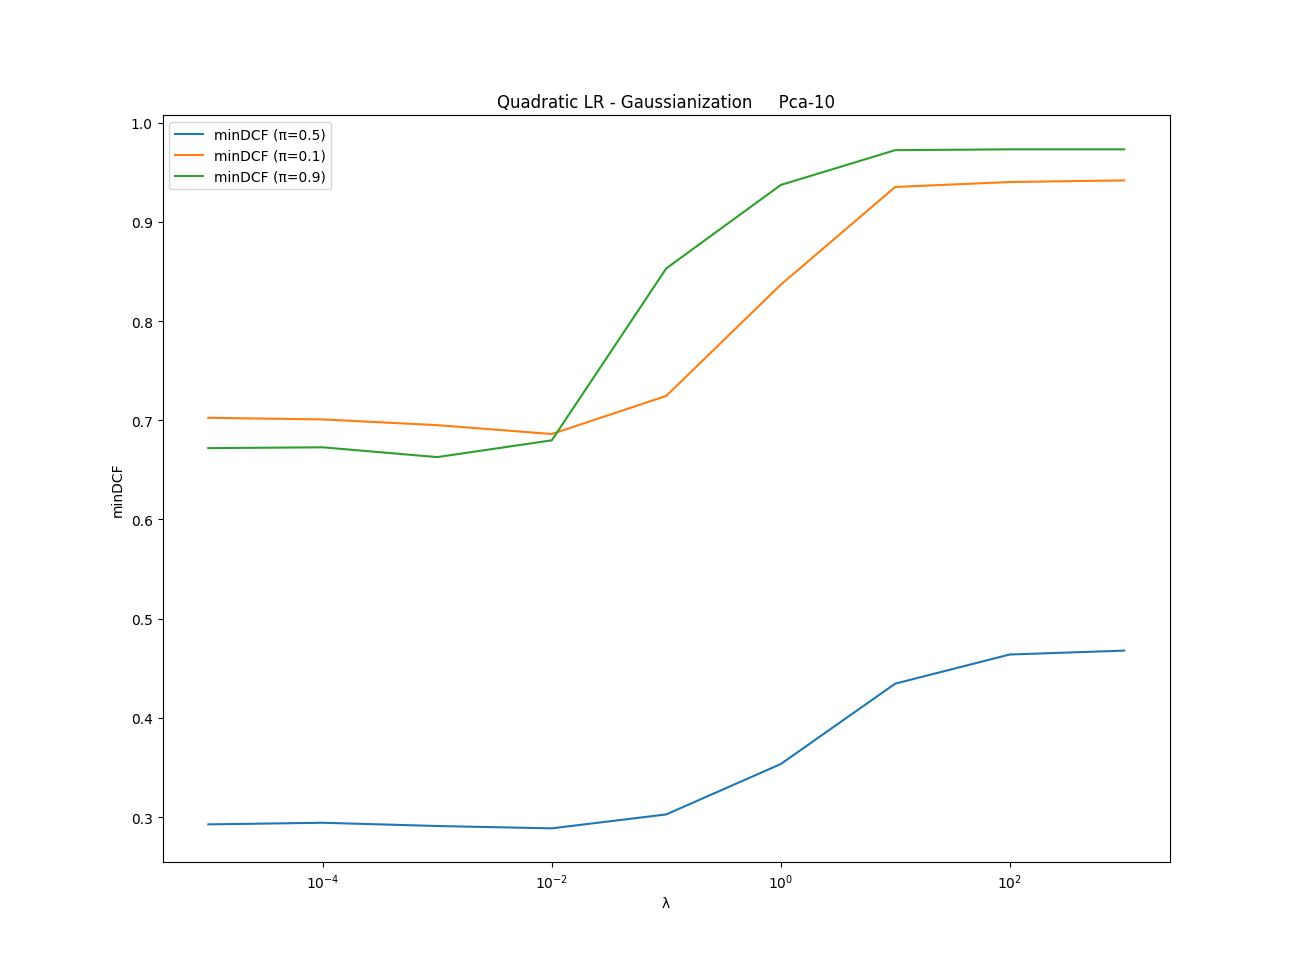 Quadratic LR - Gaussianization     Pca-10
minDCF (π=0.5)
minDCF (π=0.1)
minDCF (π=0.9)
1.0
0.9
0.8
0.7
0.6
0.5
0.4
0.3
minDCF
10⁻⁴
10⁻²
10⁰
10²
λ